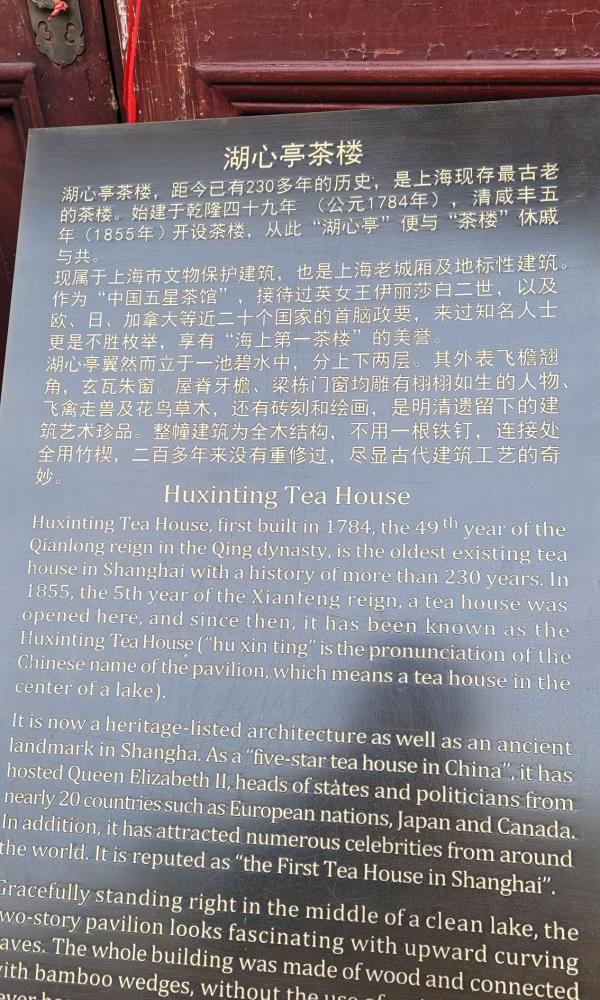 湖心亭茶楼
湖心亭茶楼，距今已有230多年的历史，是上海现存最古老
的茶楼。始建于乾隆四十九年 （公元1784年），清咸丰五
年（1855年）开设茶楼，从此“湖心亭”便与“茶楼”休戚
与共。
现属于上海市文物保护建筑，也是上海老城厢及地标性建筑。
作为“中国五星茶馆”，接待过英女王伊丽莎白二世，以及
欧、日、加拿大等近二十个国家的首脑政要，来过知名人士
更是不胜枚举，享有“海上第一茶楼”的美誉。
湖心亭翼然而立于一池碧水中，分上下两层。其外表飞檐翘
角，玄瓦朱窗。屋脊牙檐、梁栋门窗均雕有栩栩如生的人物、
飞禽走兽及花鸟草木，还有砖刻和绘画，是明清遗留下的建
筑艺术珍品。整幢建筑为全木结构，不用一根铁钉，连接处
全用竹楔，二百多年来没有重修过，尽显古代建筑工艺的奇
妙。
Huxinting Tea House
Huxinting Tea House, first built in 1784, the 49th year of the
Qianlong reign in the Qing dynasty, is the oldest existing tea
house in Shanghai with a history of more than 230 years. In
1855, the 5th year of the Xianfeng reign, a tea house was
opened here, and since then, it has been known as the
Huxinting Tea House (“hu xin ting” is the pronunciation of the
Chinese name of the pavilion, which means a tea house in the
center of a lake).
It is now a heritage-listed architecture as well as an ancient
landmark in Shangha. As a “five-star tea house in China”, it has
hosted Queen Elizabeth II, heads of states and politicians from
nearly 20 countries such as European nations, Japan and Canada.
In addition, it has attracted numerous celebrities from around
the world. It is reputed as “the First Tea House in Shanghai”.
Gracefully standing right in the middle of a clean lake, the
two-story pavilion looks fascinating with upward curving
eaves. The whole building was made of wood and connected
with bamboo wedges, without the use of